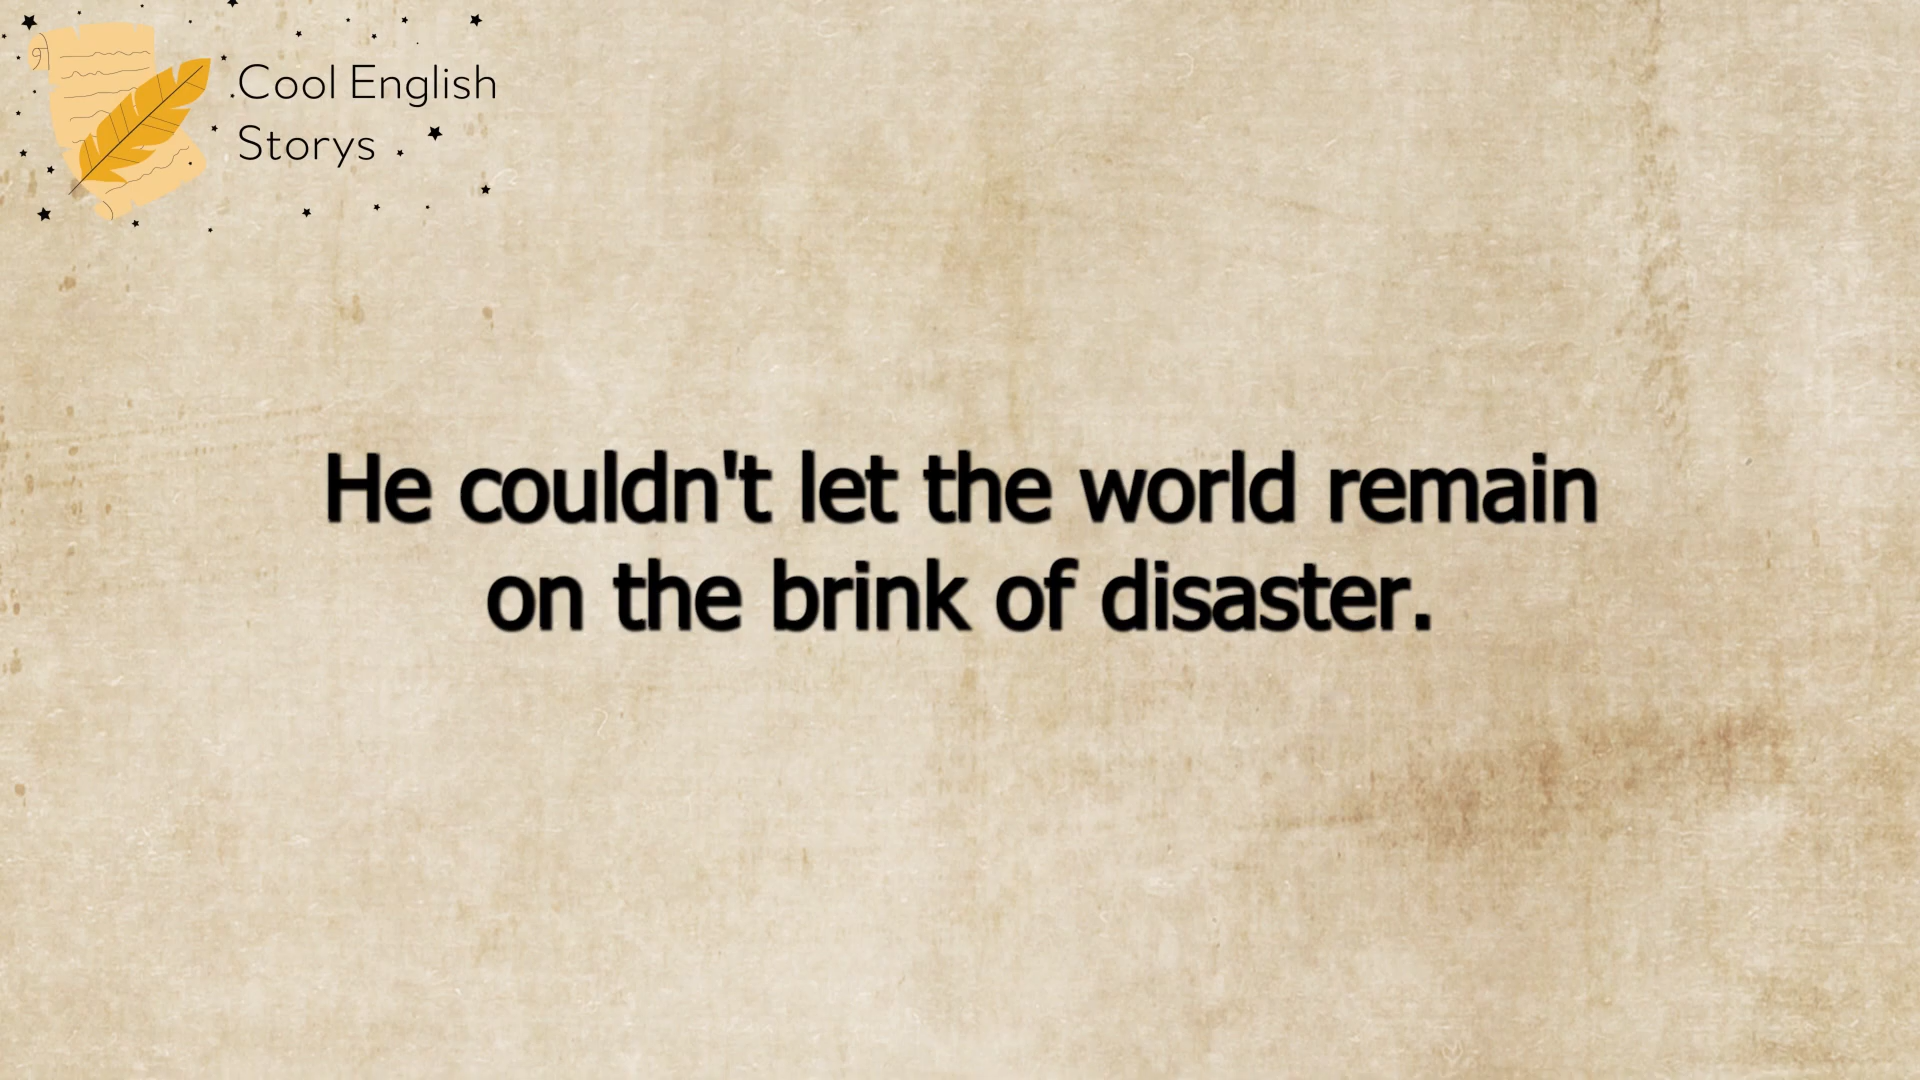 .Cool English
Storys
He couldn't let the world remain
on the brink of disaster.